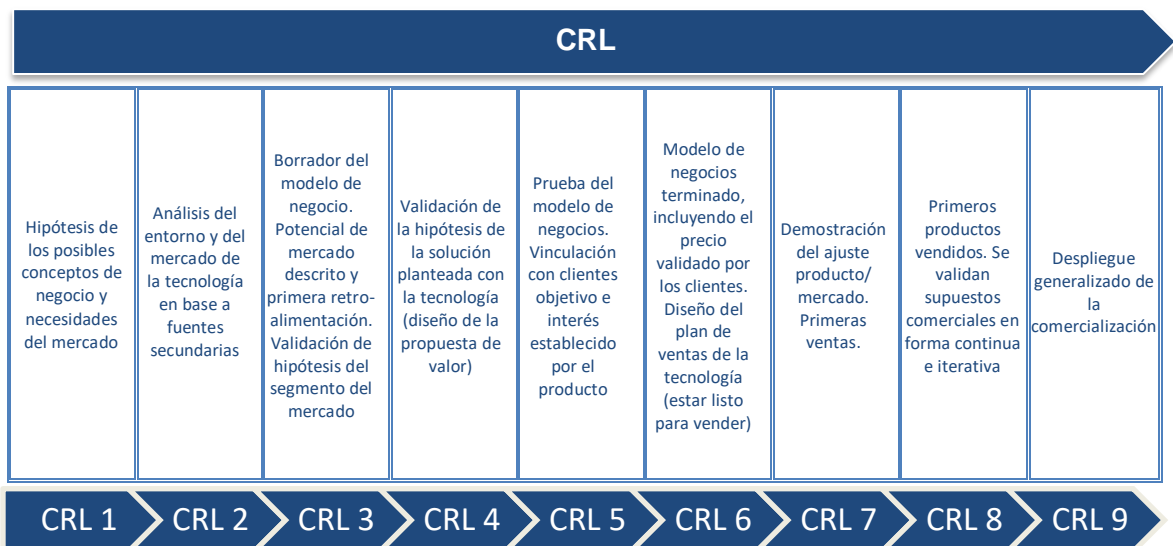 CRL
Hipótesis de
los posibles
conceptos de
negocio y
necesidades
del mercado
Análisis del
entorno y del
mercado de
la tecnología
en base a
fuentes
secundarias
Borrador del
modelo de
negocio.
Potencial de
mercado
descrito y
primera retro-
alimentación.
Validación de
hipótesis del
segmento del
mercado
Validación de
la hipótesis de
la solución
planteada con
la tecnología
(diseño de la
propuesta de
valor)
Prueba del
modelo de
negocios.
Vinculación
con clientes
objetivo e
interés
establecido
por el
producto
Modelo de
negocios
terminado,
incluyendo el
precio
validado por
los clientes.
Diseño del
plan de
ventas de la
tecnología
(estar listo
para vender)
Demostración
del ajuste
producto/
mercado.
Primeras
ventas.
Primeros
productos
vendidos. Se
validan
supuestos
comerciales en
forma continua
e iterativa
Despliegue
generalizado de
la
comercialización
CRL 1
CRL 2
CRL 3
CRL 4
CRL 5
CRL 6
CRL 7
CRL 8
CRL 9